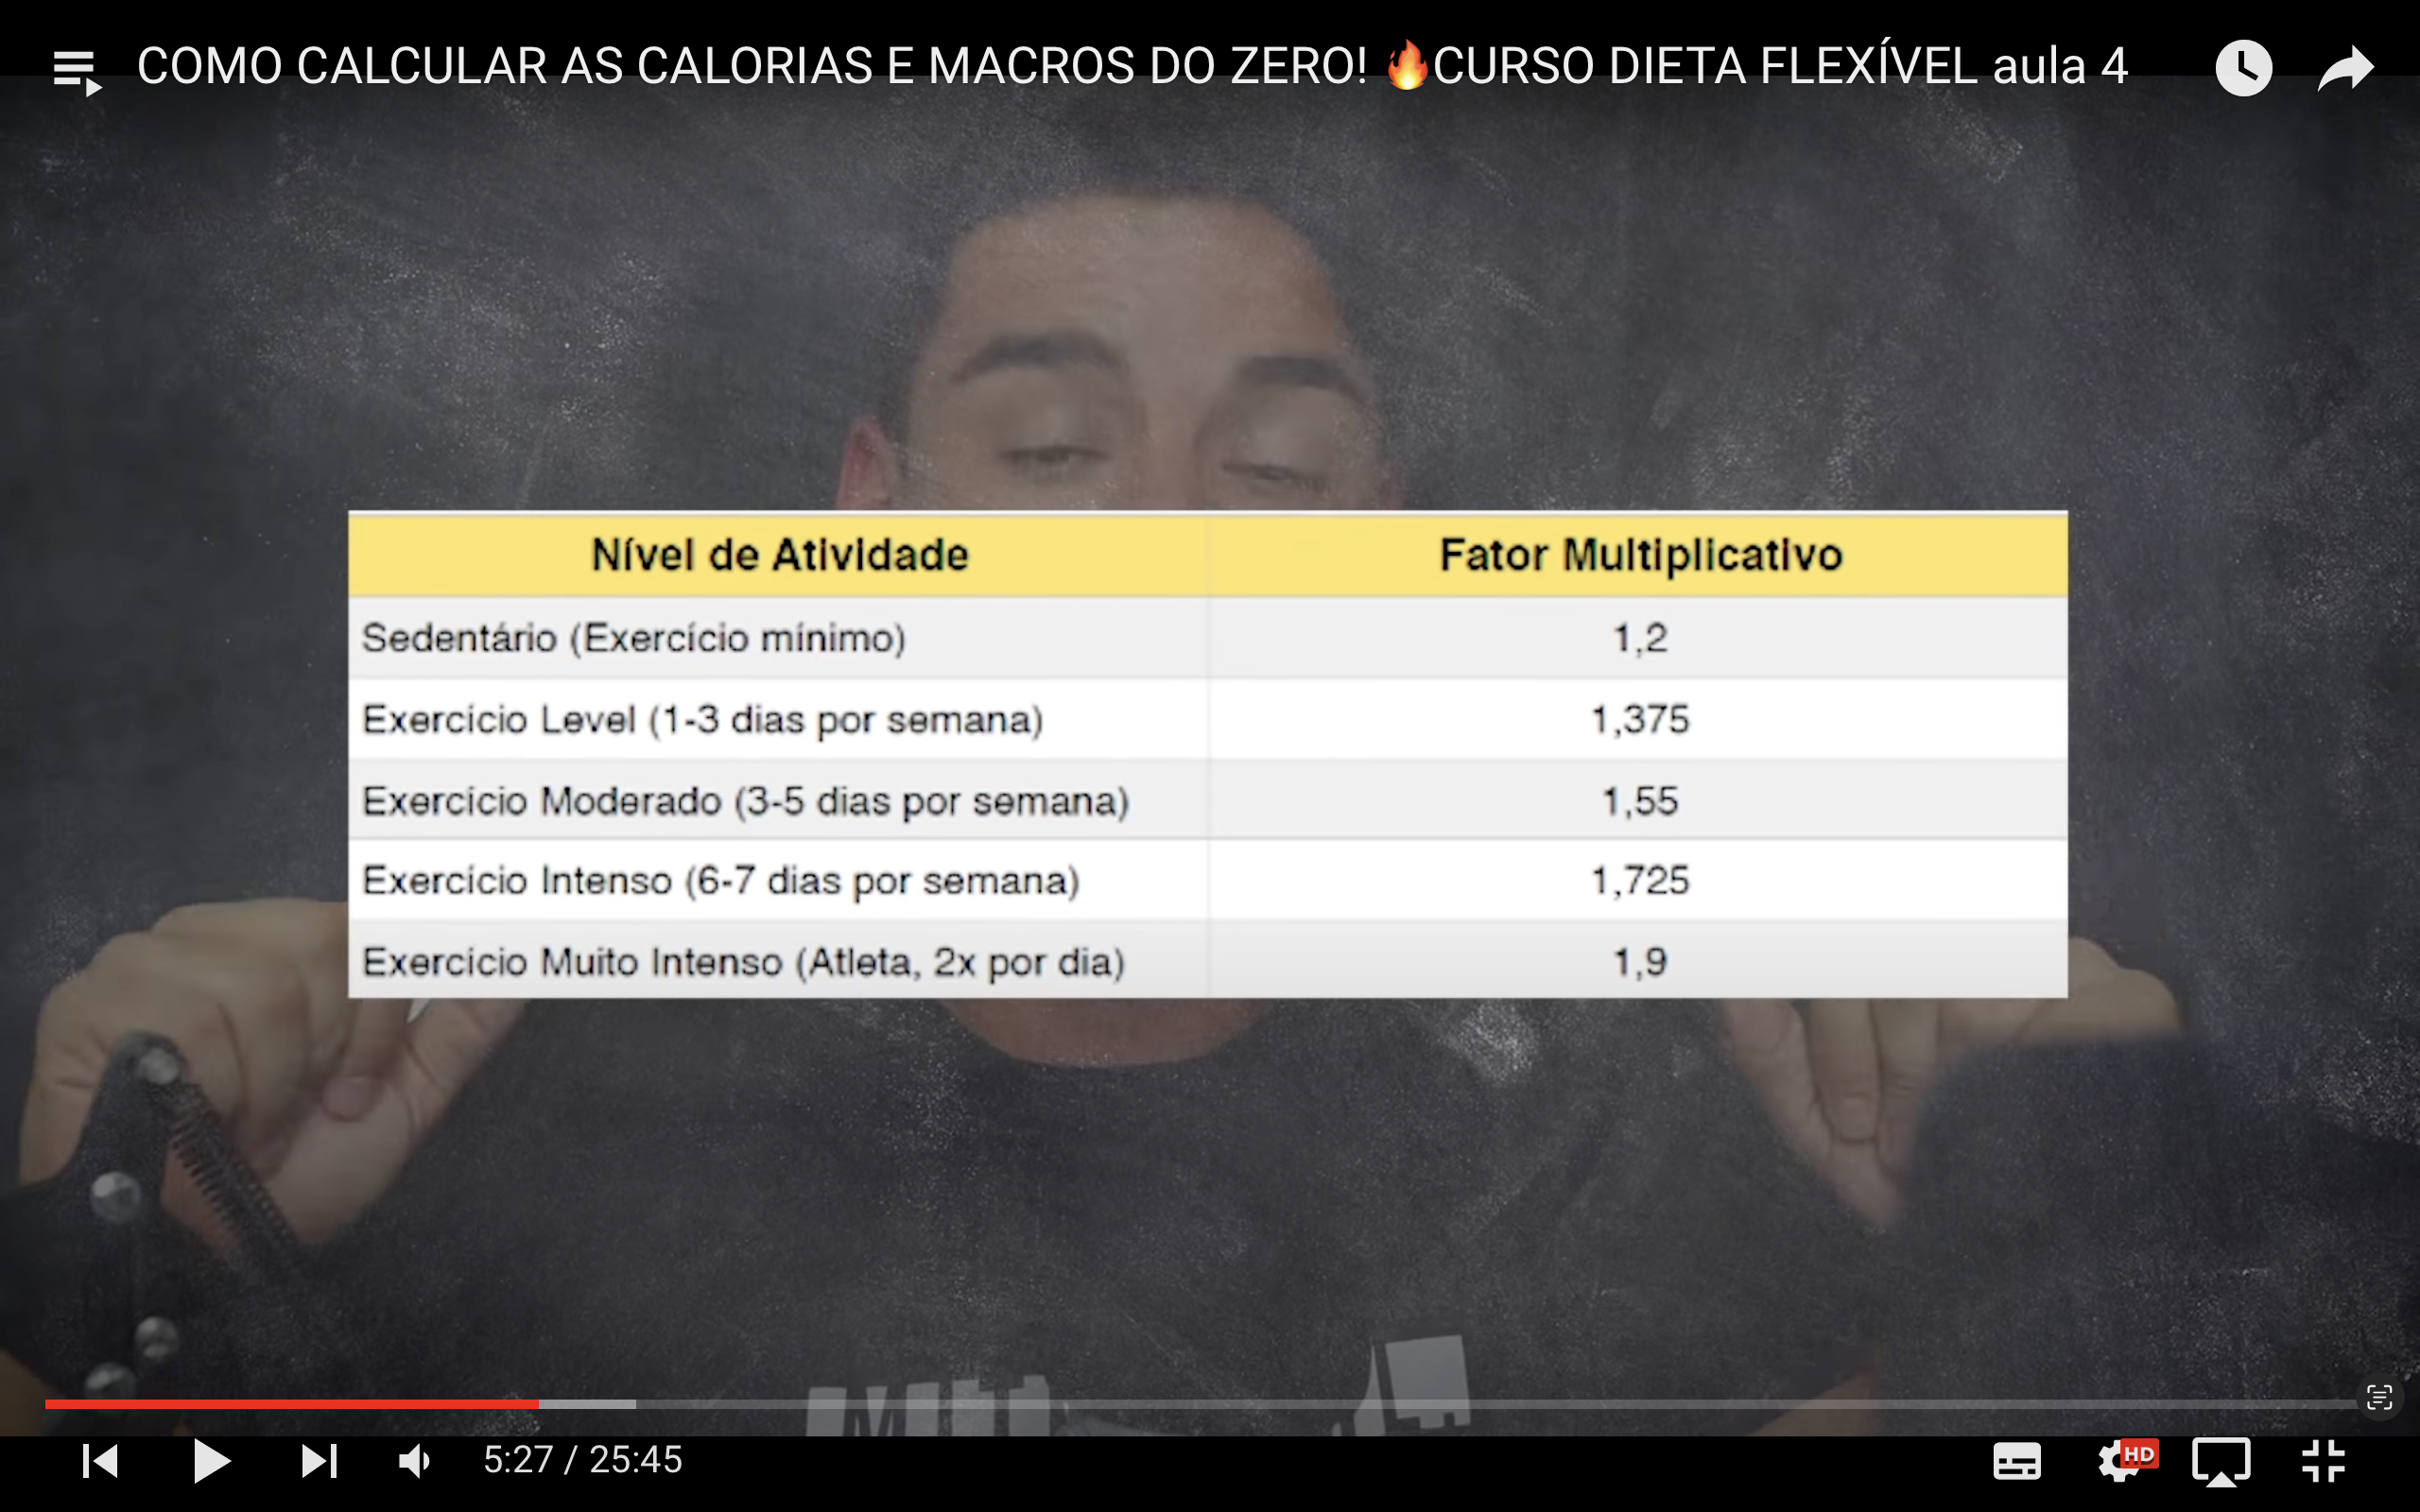 COMO CALCULAR AS CALORIAS E MACROS DO ZERO! 🔥CURSO DIETA FLEXÍVEL aula 4
Nível de Atividade Fator Multiplicativo
Sedentário (Exercício mínimo) 1,2
Exercício Level (1-3 dias por semana) 1,375
Exercício Moderado (3-5 dias por semana) 1,55
Exercício Intenso (6-7 dias por semana) 1,725
Exercício Muito Intenso (Atleta, 2x por dia) 1,9
5:27 / 25:45
HD